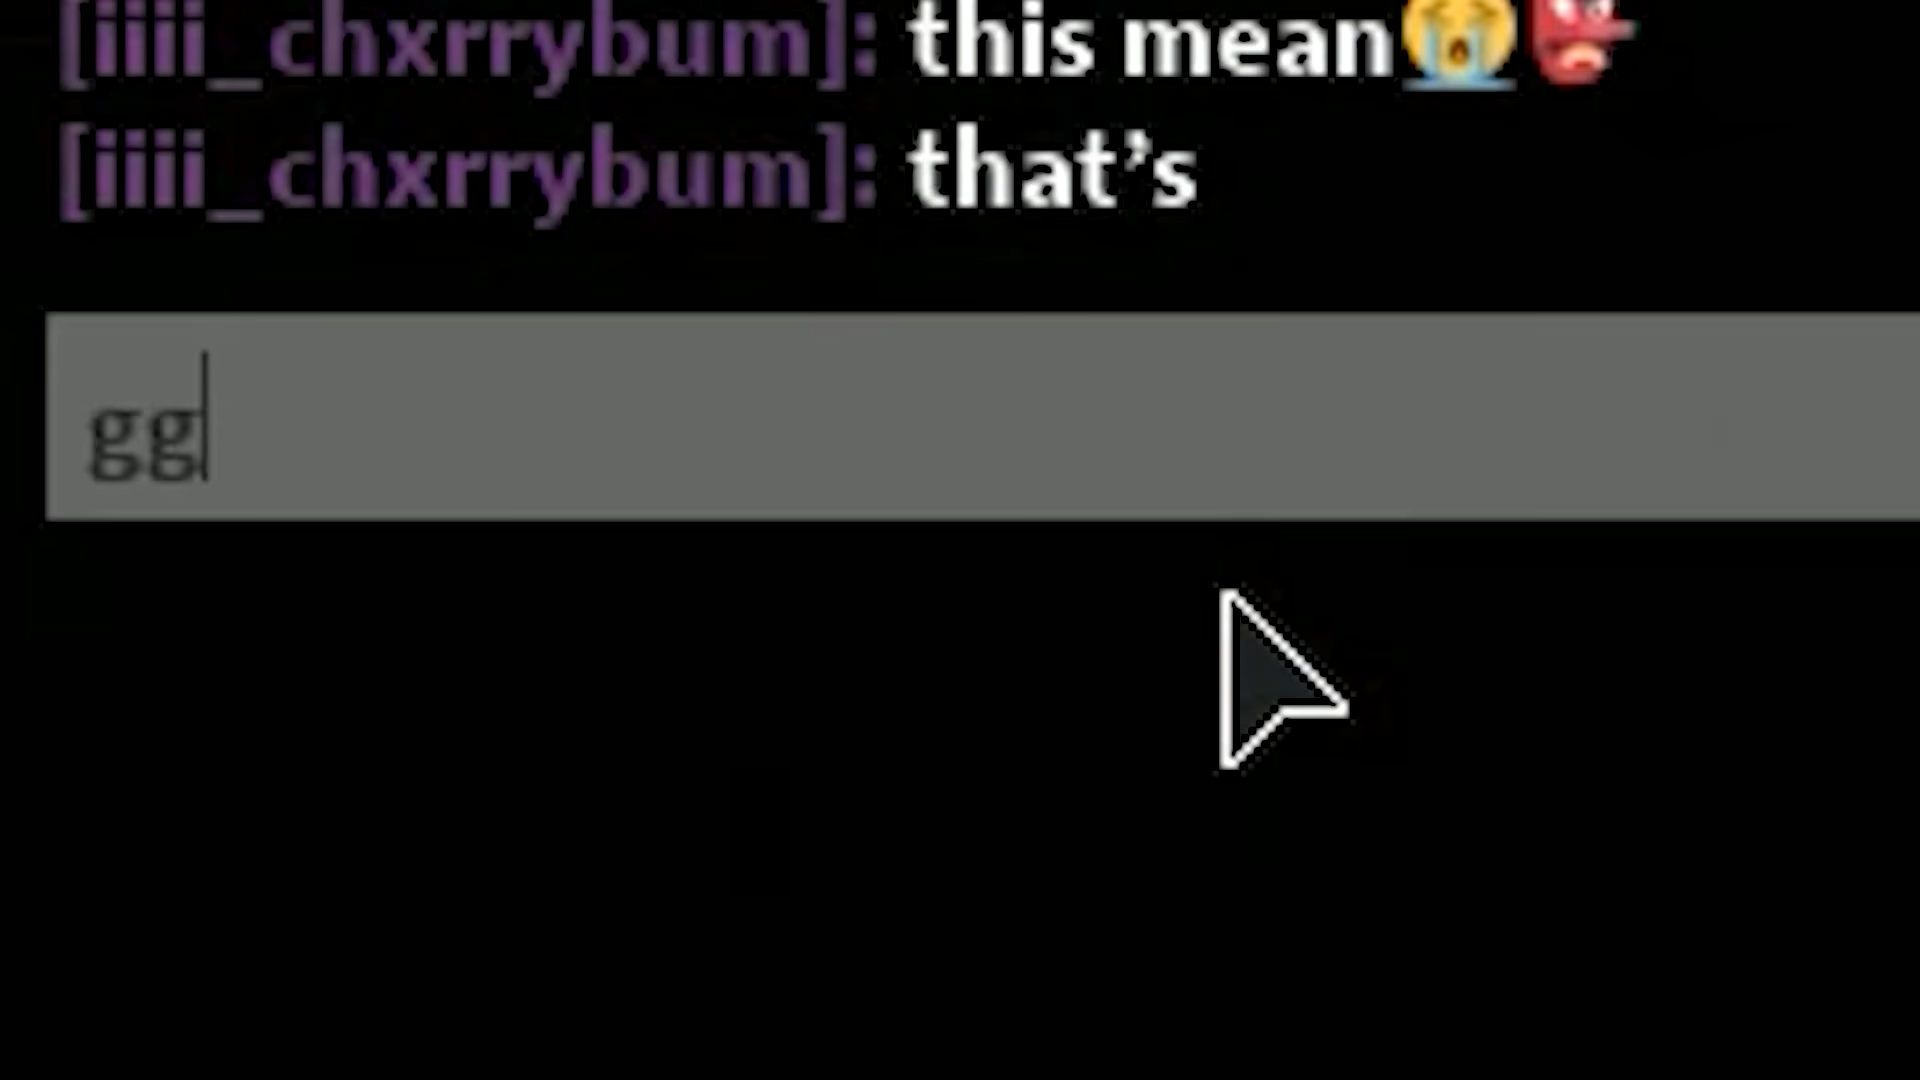 [iiii_chxrrybum]: this mean😭👺
[iiii_chxrrybum]: that’s
gg